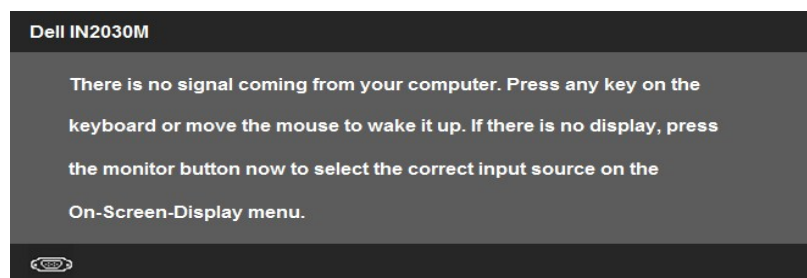 Dell IN2030M
There is no signal coming from your computer. Press any key on the
keyboard or move the mouse to wake it up. If there is no display, press
the monitor button now to select the correct input source on the
On-Screen-Display menu.